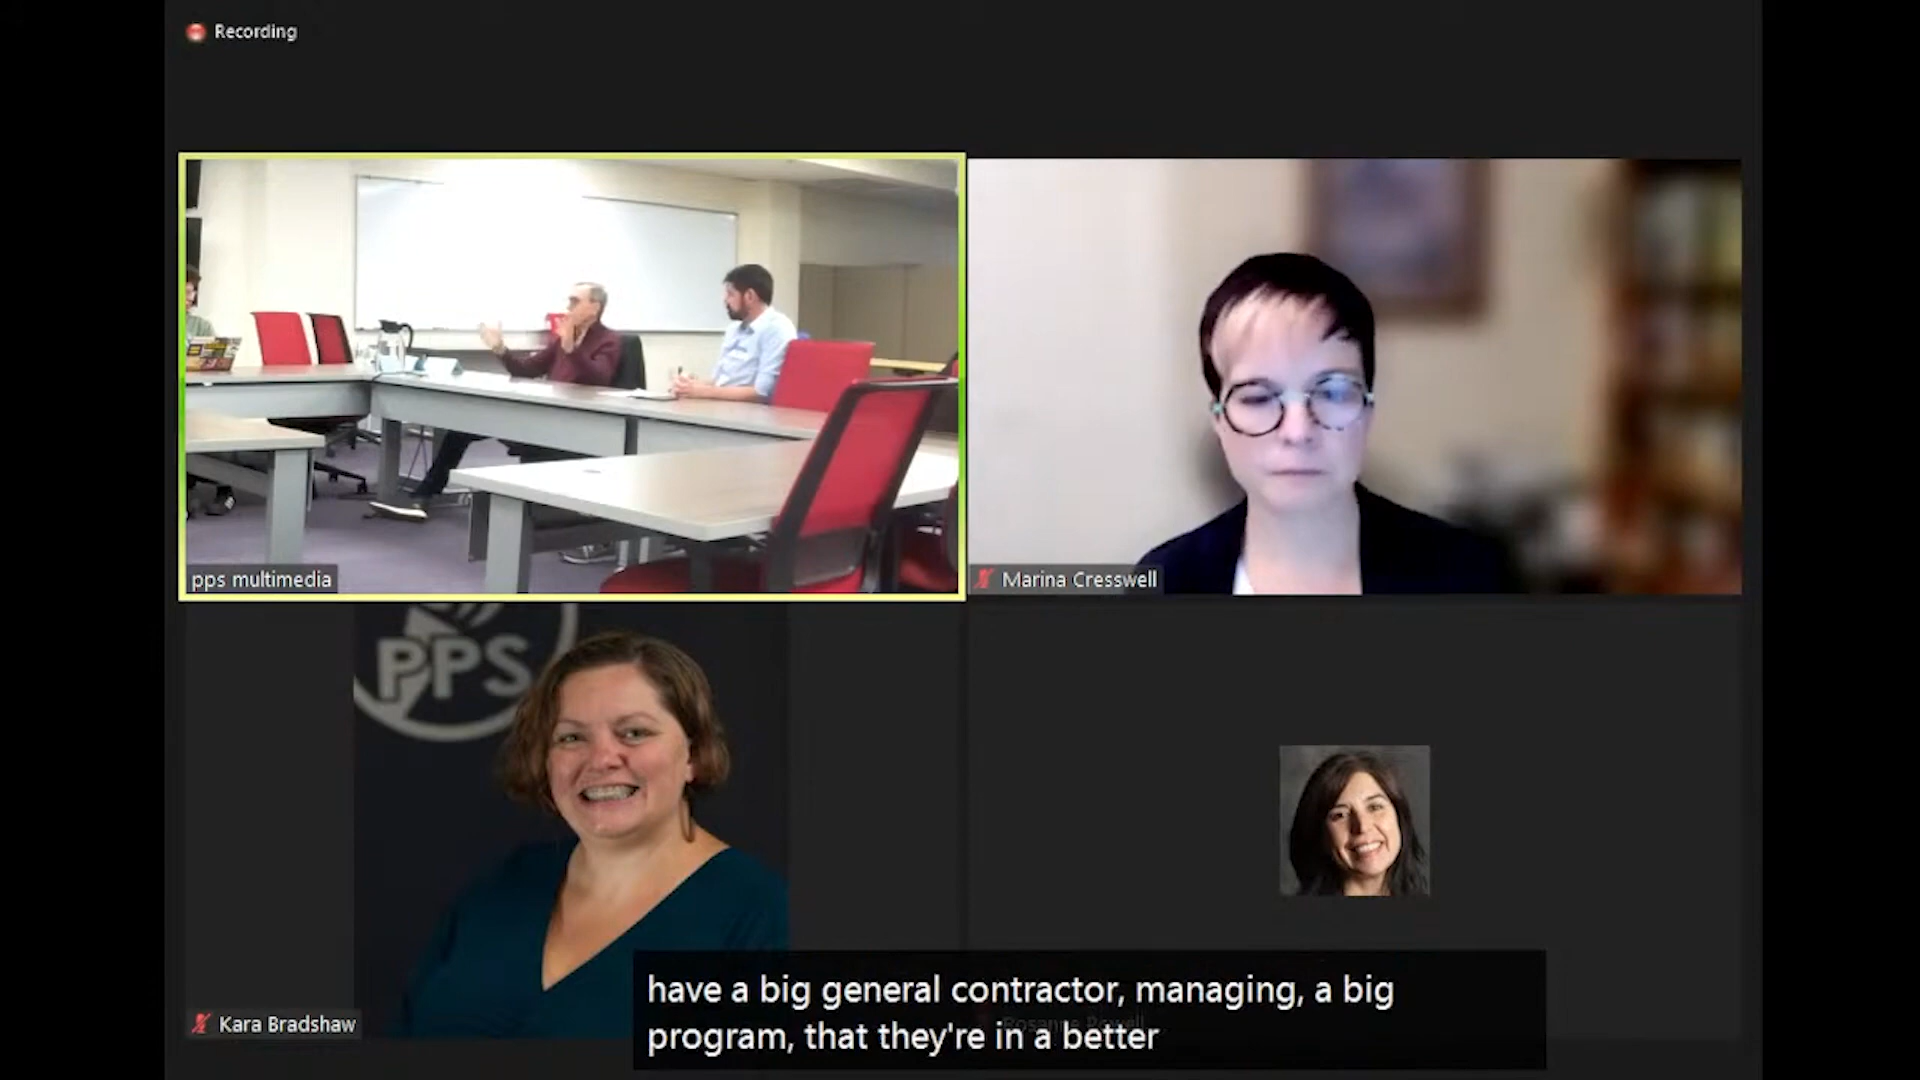 Recording
pps multimedia
Marina Cresswell
PPS
Kara Bradshaw
have a big general contractor, managing, a big
program, that they're in a better